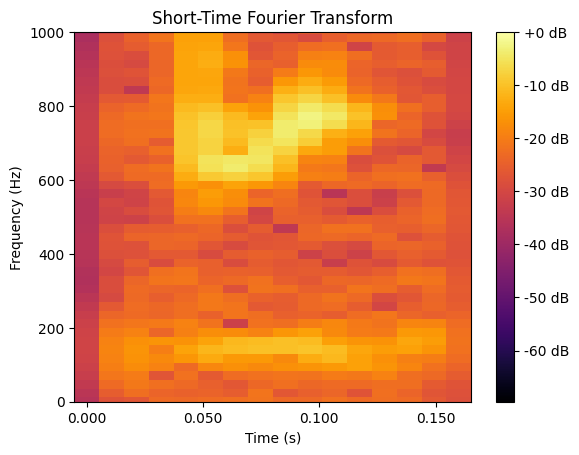 Short-Time Fourier Transform
1000
800
600
400
200
0
Frequency (Hz)
0.000
0.050
0.100
0.150
Time (s)
+0 dB
-10 dB
-20 dB
-30 dB
-40 dB
-50 dB
-60 dB